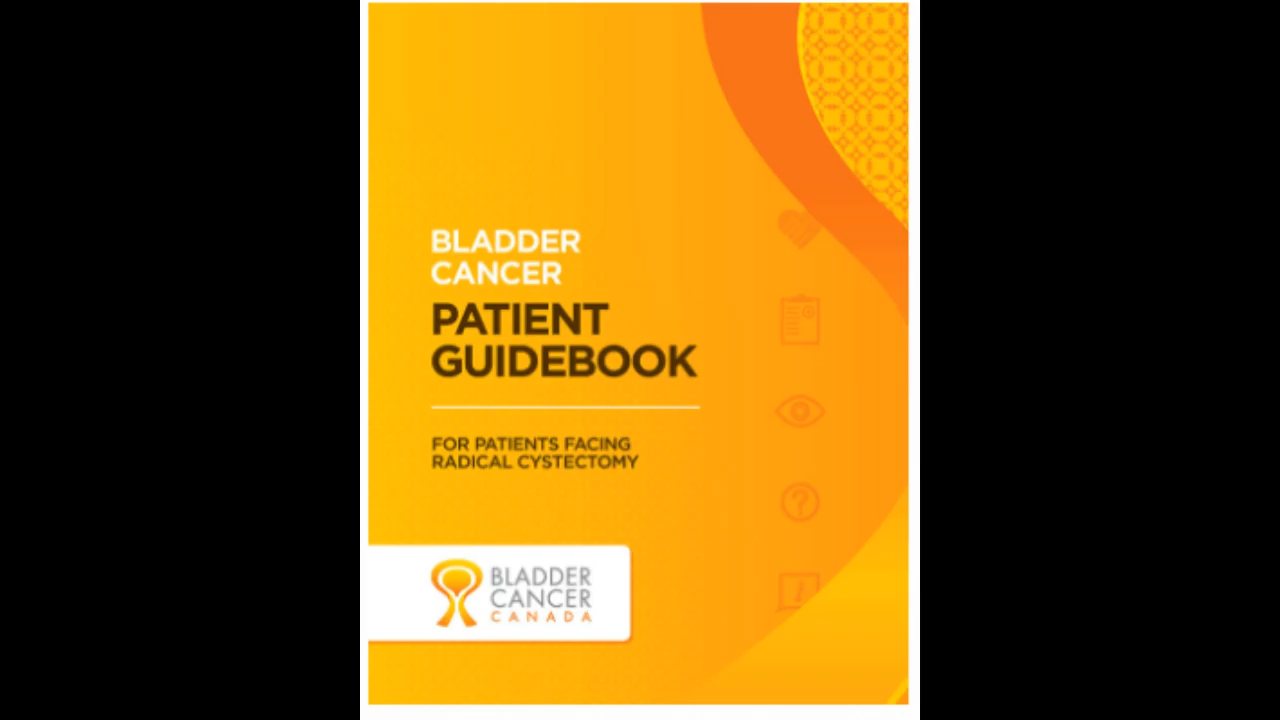 BLADDER
CANCER
PATIENT
GUIDEBOOK
FOR PATIENTS FACING
RADICAL CYSTECTOMY
BLADDER
CANCER
CANADA